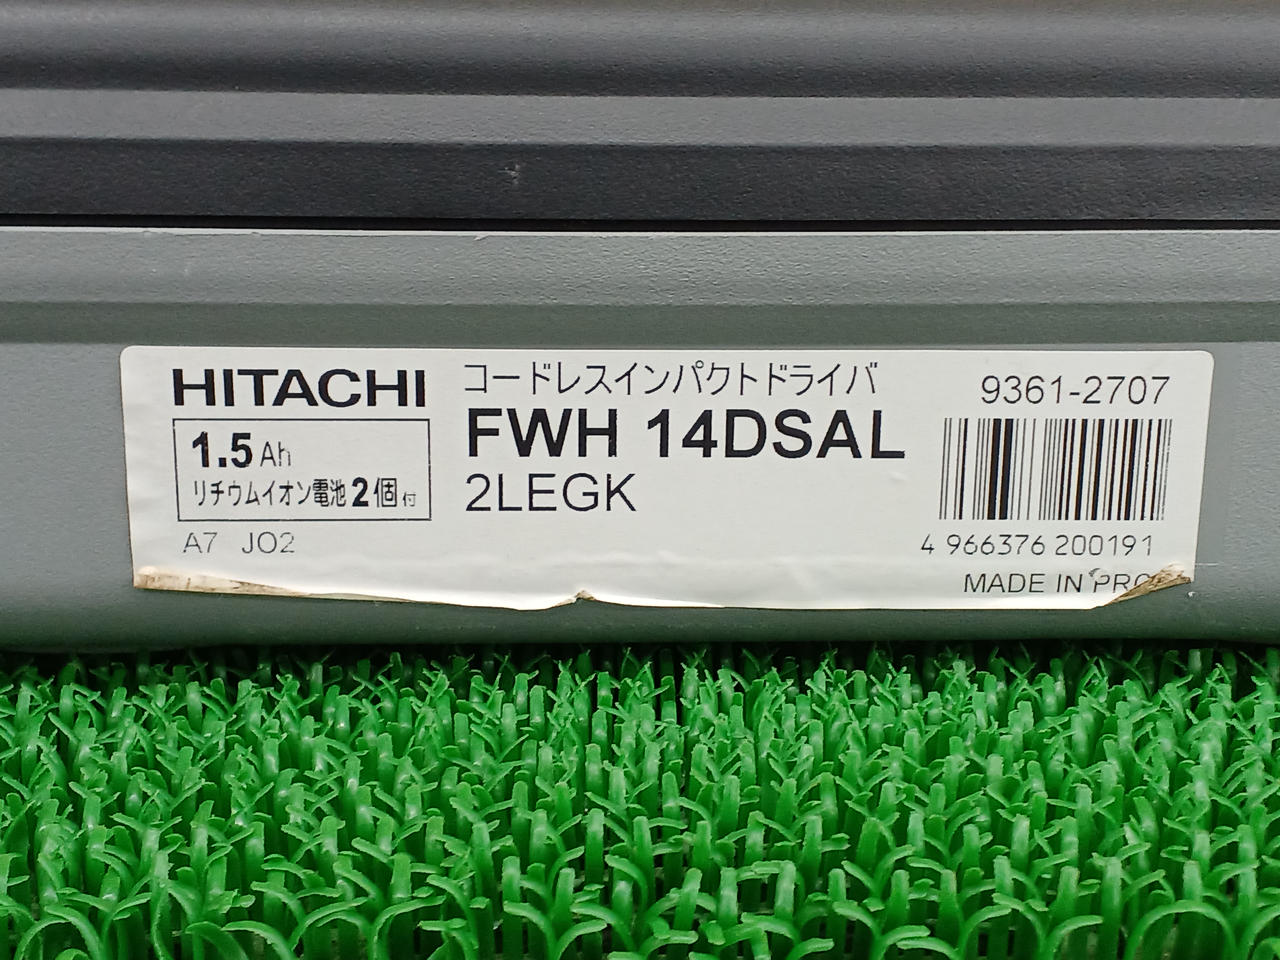 HITACHI
1.5 Ah
リチウムイオン電池2個付
A7 J02
コードレスインパクトドライバ
FWH 14DSAL
2LEGK
9361-2707
4 966376 200191
MADE IN